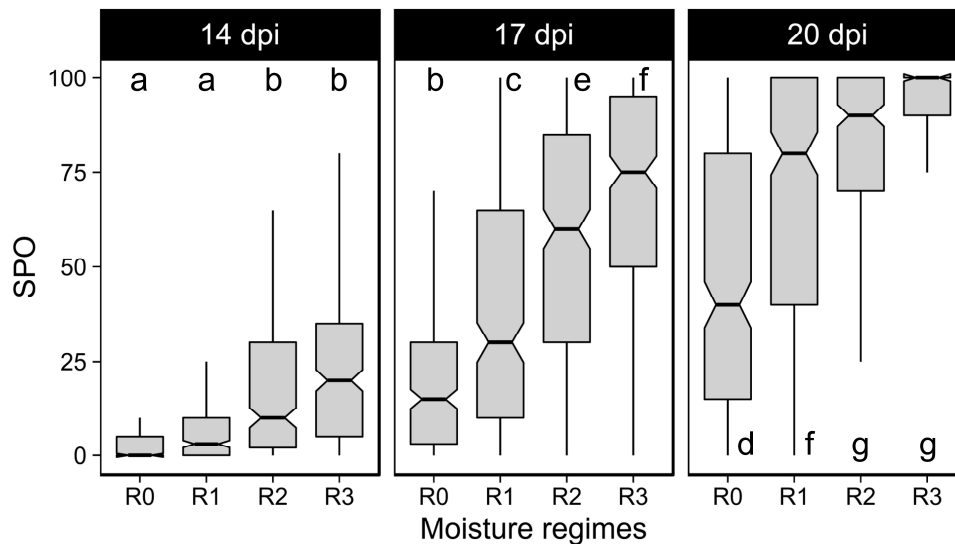 14 dpi 17 dpi 20 dpi
100 a a b b b c e f
75
SPO
50
25
0 d f g g
R0 R1 R2 R3 R0 R1 R2 R3 R0 R1 R2 R3
Moisture regimes